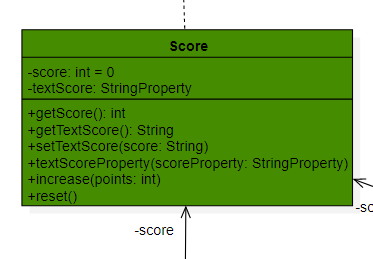 Score
-score: int = 0
-textScore: StringProperty
+getScore(): int
+getTextScore(): String
+setTextScore(score: String)
+textScoreProperty(scoreProperty: StringProperty)
+increase(points: int)
+reset()
-score
-sc